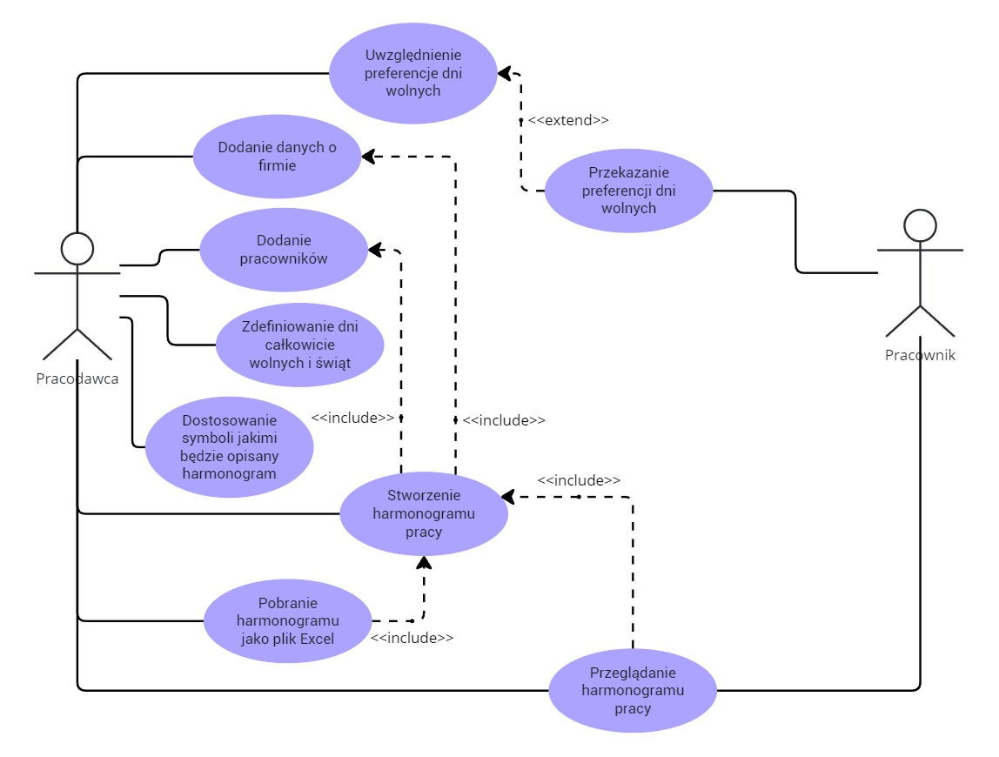 Uwzględnienie
preferencje dni
wolnych
<<extend>>
Dodanie danych o
firmie
Przekazanie
preferencji dni
wolnych
Dodanie
pracowników
Zdefiniowanie dni
całkowicie
wolnych i świąt
Pracownik
Pracodawca
Dostosowanie
symboli jakimi
będzie opisany
harmonogram
<<include>>
<<include>>
<<include>>
Stworzenie
harmonogramu
pracy
Pobranie
harmonogramu
jako plik Excel
<<include>>
Przeglądanie
harmonogramu
pracy